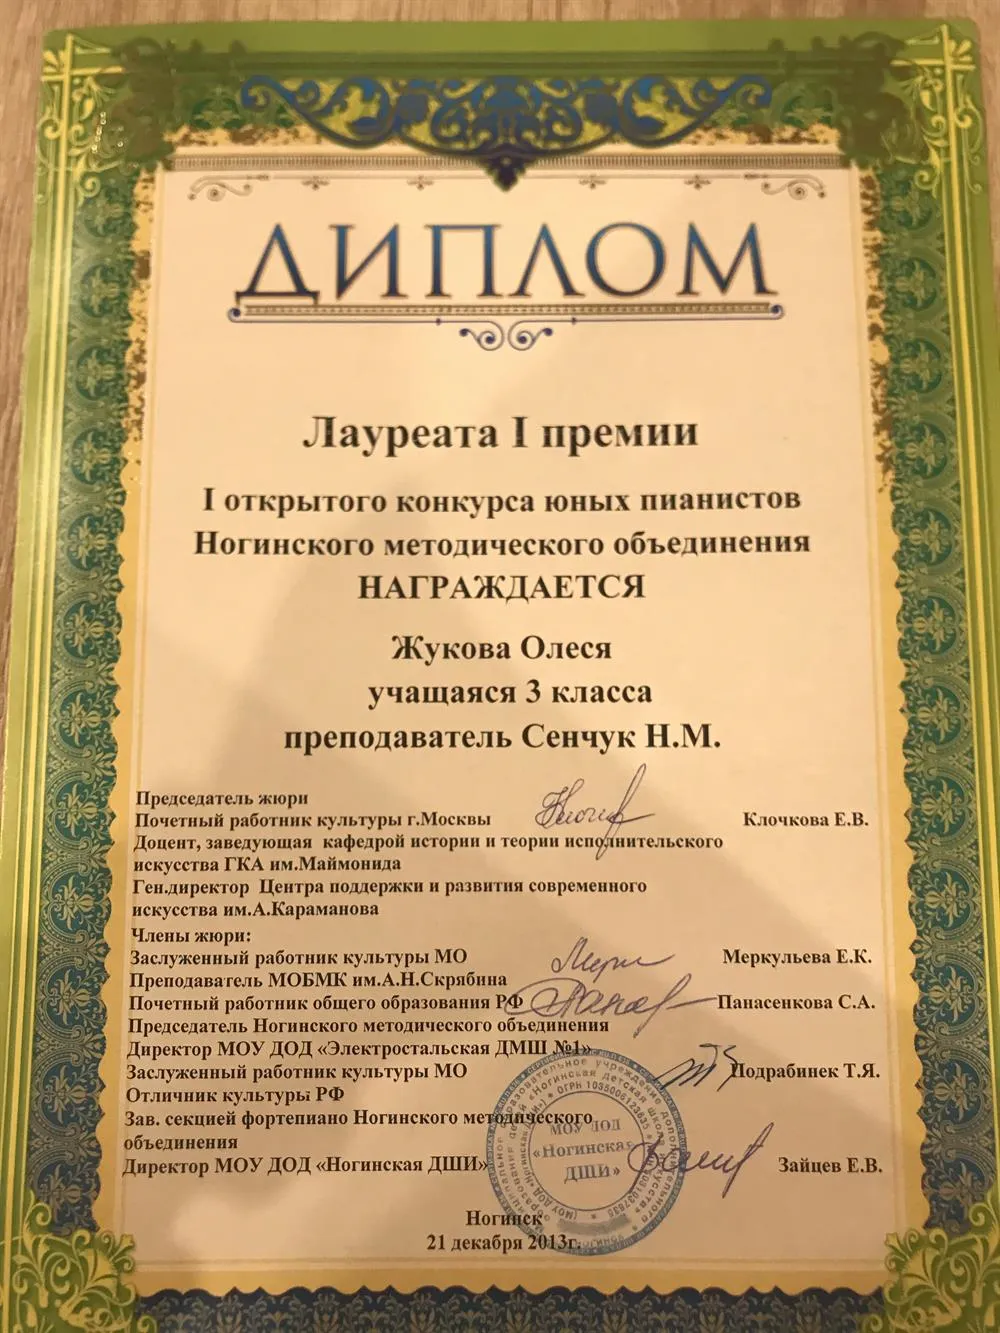 ДИПЛОМ
Лауреата I премии
I открытого конкурса юных пианистов
Ногинского методического объединения
НАГРАЖДАЕТСЯ
Жукова Олеся
учащаяся 3 класса
преподаватель Сенчук Н.М.
Председатель жюри
Почетный работник культуры г.Москвы Клочкова Е.В.
Доцент, заведующая кафедрой истории и теории исполнительского
искусства ГКА им.Маймонида
Ген.директор Центра поддержки и развития современного
искусства им.А.Караманова
Члены жюри:
Заслуженный работник культуры МО Меркульева Е.К.
Преподаватель МОБМК им.А.Н.Скрябина
Почетный работник общего образования РФ Панасенкова С.А.
Председатель Ногинского методического объединения
Директор МОУ ДОД «Электростальская ДМШ №1»
Заслуженный работник культуры МО Подрабинек Т.Я.
Отличник культуры РФ
Зав. секцией фортепиано Ногинского методического
объединения
Директор МОУ ДОД «Ногинская ДШИ» Зайцев Е.В.
МОУ ДОД
«Ногинская
ДШИ»
Ногинск
21 декабря 2013г.